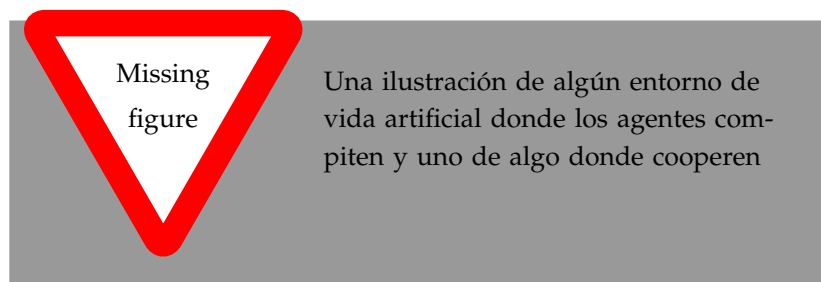 Missing
figure
Una ilustración de algún entorno de
vida artificial donde los agentes com-
piten y uno de algo donde cooperen